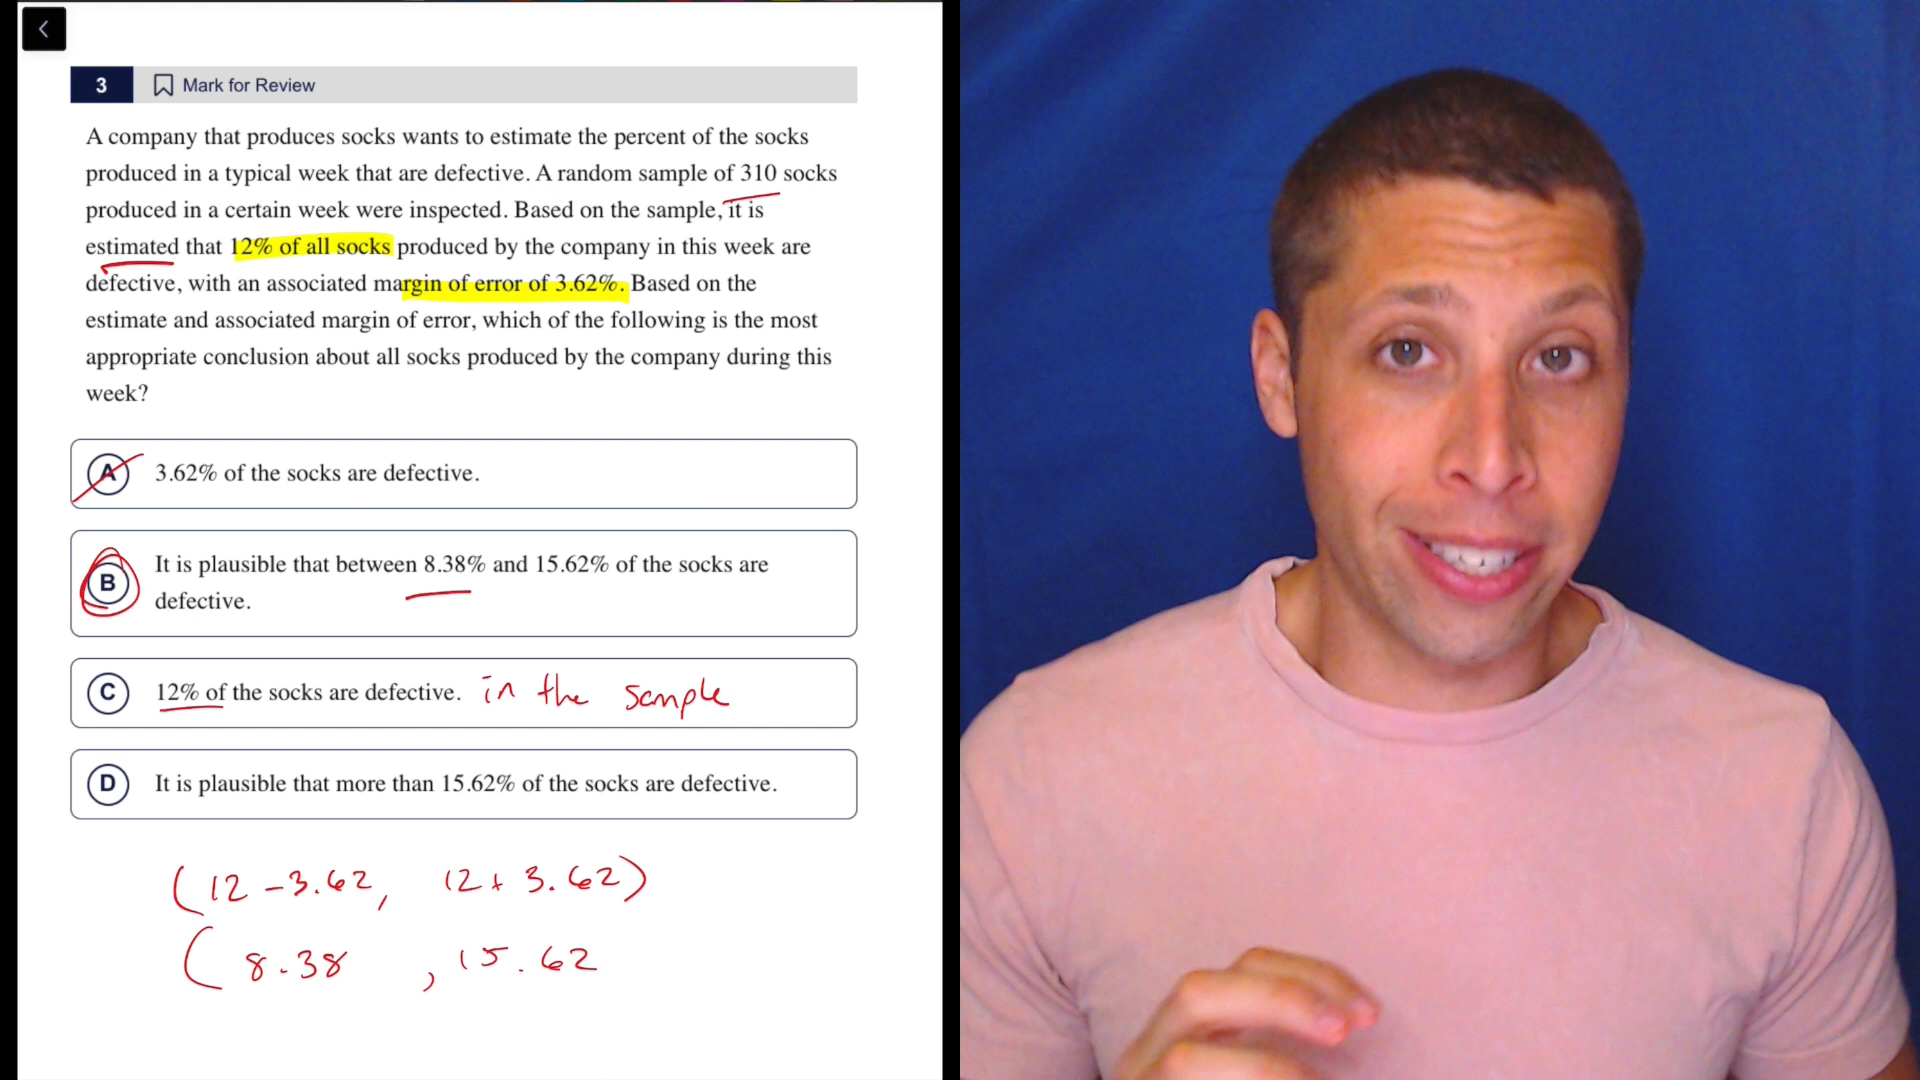 3 Mark for Review
A company that produces socks wants to estimate the percent of the socks
produced in a typical week that are defective. A random sample of 310 socks
produced in a certain week were inspected. Based on the sample, it is
estimated that 12% of all socks produced by the company in this week are
defective, with an associated margin of error of 3.62%. Based on the
estimate and associated margin of error, which of the following is the most
appropriate conclusion about all socks produced by the company during this
week?
A 3.62% of the socks are defective.
B It is plausible that between 8.38% and 15.62% of the socks are
defective.
C 12% of the socks are defective. in the sample
D It is plausible that more than 15.62% of the socks are defective.
(12 - 3.62, 12 + 3.62)
(8.38, 15.62